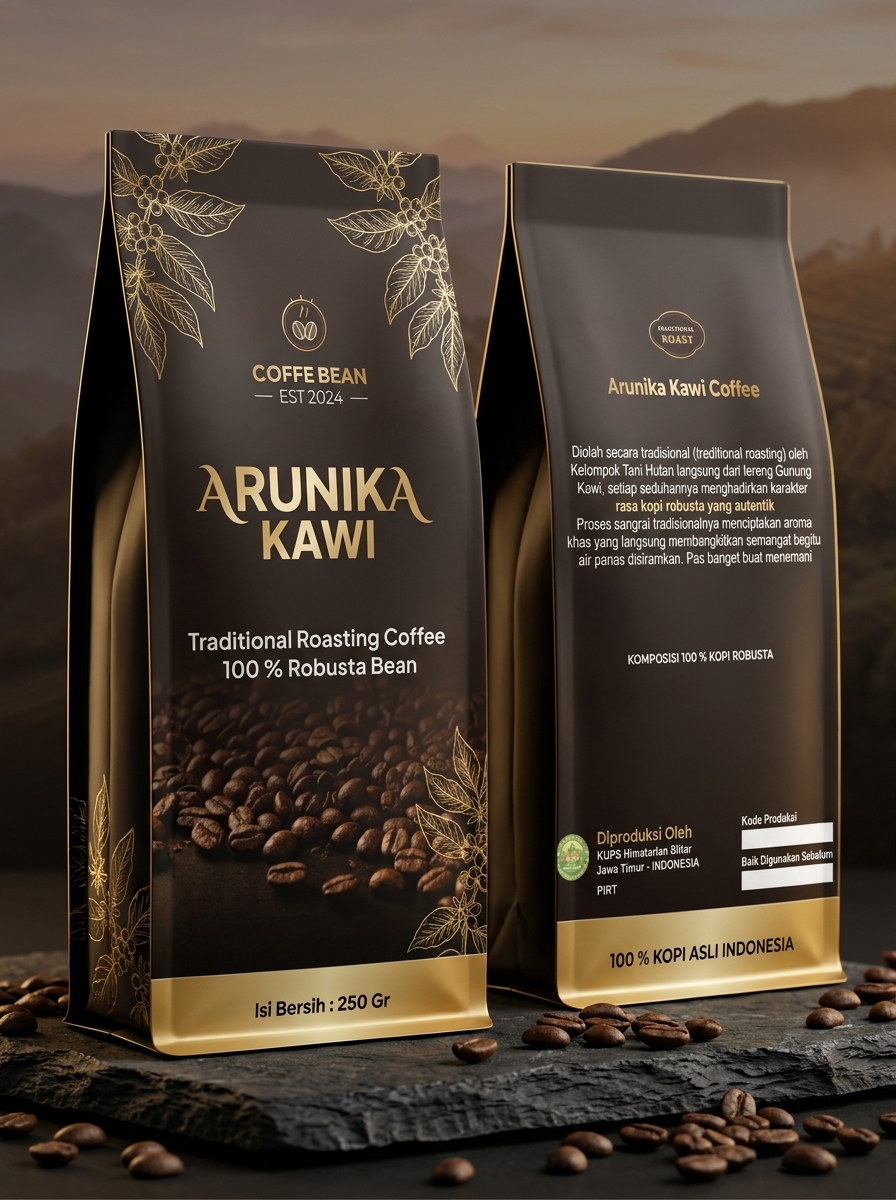 COFFE BEAN
— EST 2024 —
ARUNIKA
KAWI
Traditional Roasting Coffee
100 % Robusta Bean
Isi Bersih : 250 Gr
TRADITIONAL
ROAST
Arunika Kawi Coffee
Diolah secara tradisional (treditional roasting) oleh
Kelompok Tani Hutan langsung dari lereng Gunung
Kawi, setiap seduhannya menghadirkan karakter
rasa kopi robusta yang autentik
Proses sangrai tradisionalnya menciptakan aroma
khas yang langsung membangkitkan semangat begitu
air panas disiramkan. Pas banget buat menemani
KOMPOSISI 100 % KOPI ROBUSTA
Diproduksi Oleh
KUPS Himatarlan Blitar
Jawa Timur - INDONESIA
PIRT
Kode Prodakai
Baik Digunakan Sebalum
100 % KOPI ASLI INDONESIA